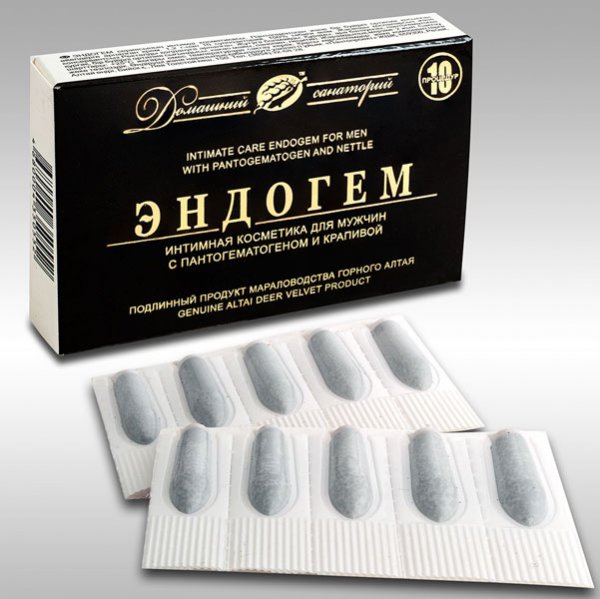 Домашний санаторий
10
ПРОЦЕДУР
INTIMATE CARE ENDOGEM FOR MEN
WITH PANTOGEMATOGEN AND NETTLE
ЭНДОГЕМ
ИНТИМНАЯ КОСМЕТИКА ДЛЯ МУЖЧИН
С ПАНТОГЕМАТОГЕНОМ И КРАПИВОЙ
ПОДЛИННЫЙ ПРОДУКТ МАРАЛОВОДСТВА ГОРНОГО АЛТАЯ
GENUINE ALTAI DEER VELVET PRODUCT